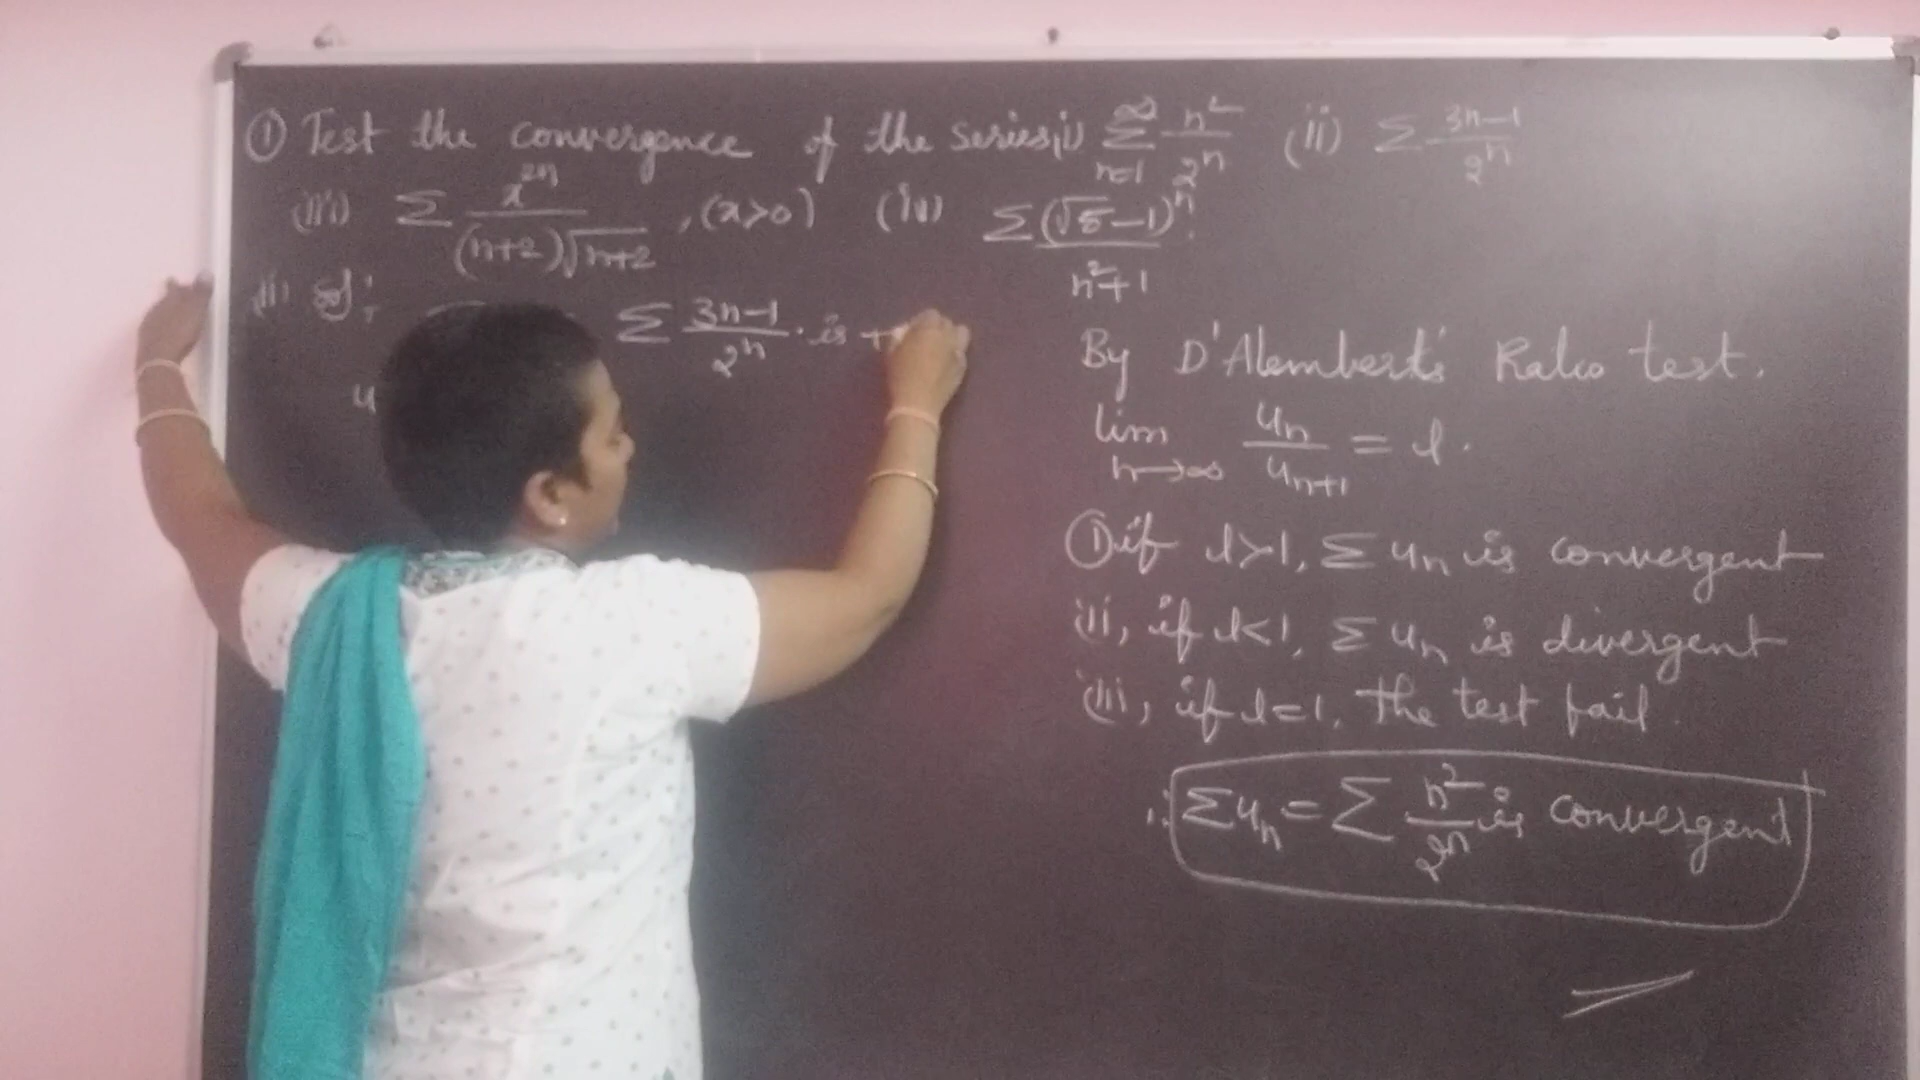 ① Test the convergence of the series, i) ∞ Σ n=1 n²/2ⁿ (ii) Σ 3n-1/2ⁿ
(iii) Σ x²ⁿ/(n+2)√n+2 , (x>0) (iv) Σ(√5-1)ⁿ/n²+1
(ii) Sol:
Σ 3n-1/2ⁿ . is
u
By D'Alembert's Ratio test.
lim n→∞ uₙ/uₙ₊₁ = l.
① if l>1, Σ uₙ is convergent
(ii), if l<1, Σ uₙ is divergent
(iii), if l=1, the test fail.
∴ Σuₙ = Σ n²/2ⁿ is convergent